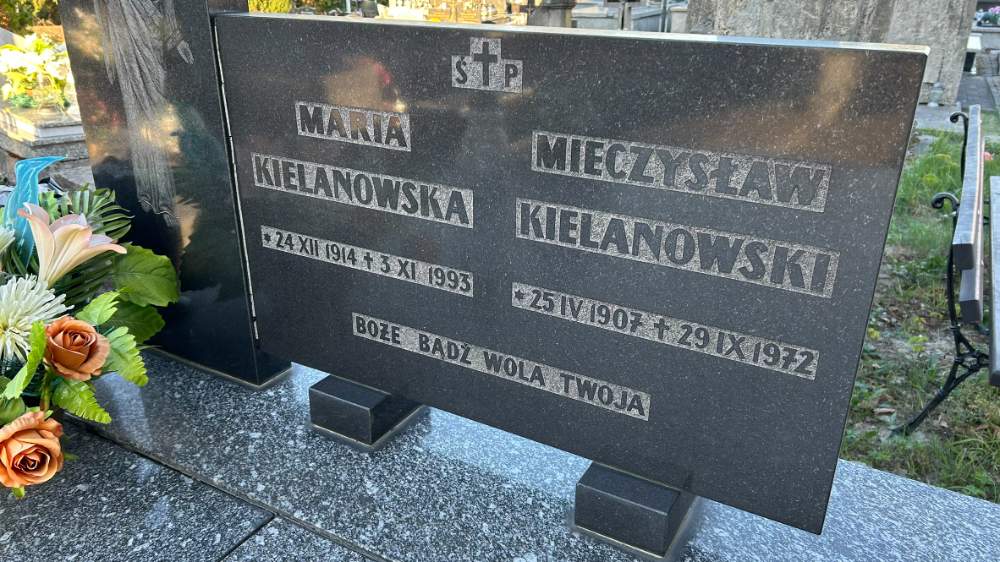 Ś P
MARIA
KIELANOWSKA
* 24 XII 1914 + 3 XI 1993
MIECZYSŁAW
KIELANOWSKI
* 25 IV 1907 + 29 IX 1972
BOŻE BĄDŹ WOLA TWOJA